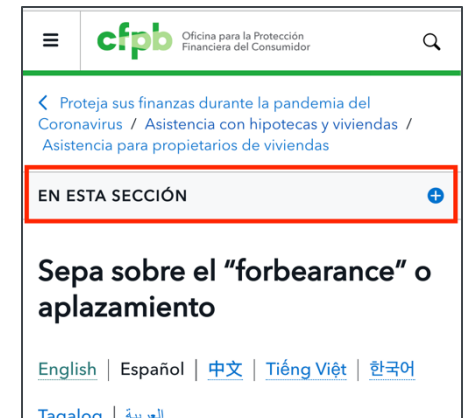 cfpb Oficina para la Protección
Financiera del Consumidor
Proteja sus finanzas durante la pandemia del
Coronavirus / Asistencia con hipotecas y viviendas /
Asistencia para propietarios de viviendas
EN ESTA SECCIÓN
Sepa sobre el “forbearance” o
aplazamiento
English | Español | 中文 | Tiếng Việt | 한국어
Tagalog | العربية